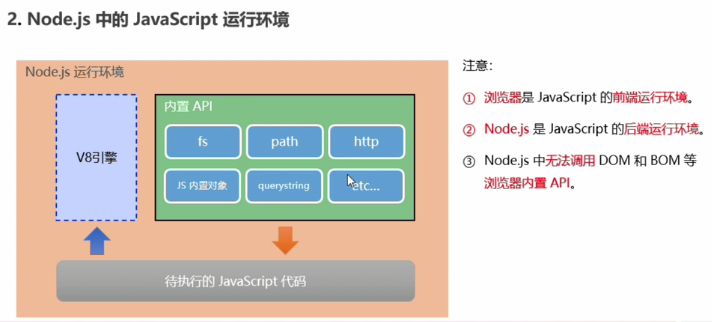 2. Node.js 中的 JavaScript 运行环境
Node.js 运行环境
V8引擎
内置 API
fs
path
http
JS 内置对象
querystring
etc...
待执行的 JavaScript 代码
注意：
① 浏览器是 JavaScript 的前端运行环境。
② Node.js 是 JavaScript 的后端运行环境。
③ Node.js 中无法调用 DOM 和 BOM 等
浏览器内置 API。